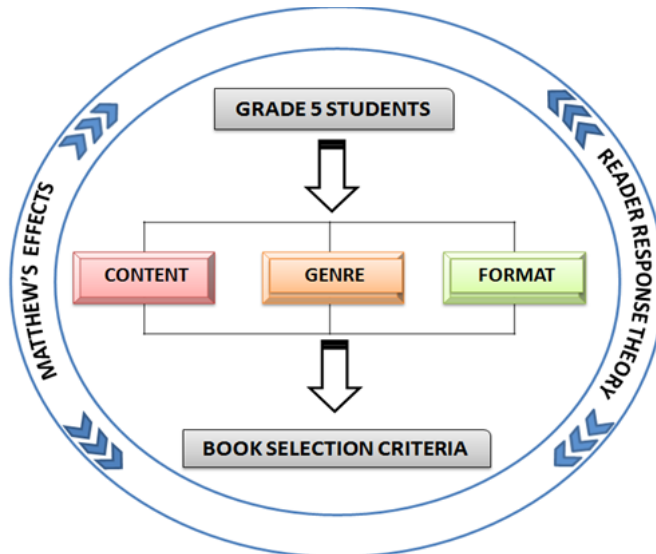 GRADE 5 STUDENTS
MATTHEW'S EFFECTS
READER RESPONSE THEORY
CONTENT
GENRE
FORMAT
BOOK SELECTION CRITERIA